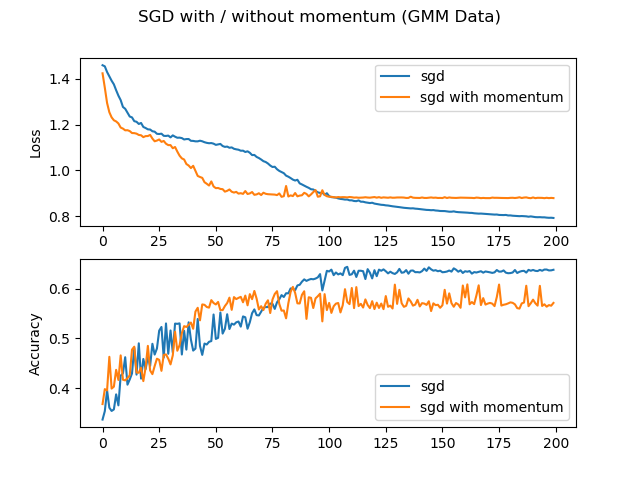 SGD with / without momentum (GMM Data)
1.4
1.2
1.0
0.8
Loss
sgd
sgd with momentum
0 25 50 75 100 125 150 175 200
0.6
0.5
0.4
Accuracy
sgd
sgd with momentum
0 25 50 75 100 125 150 175 200